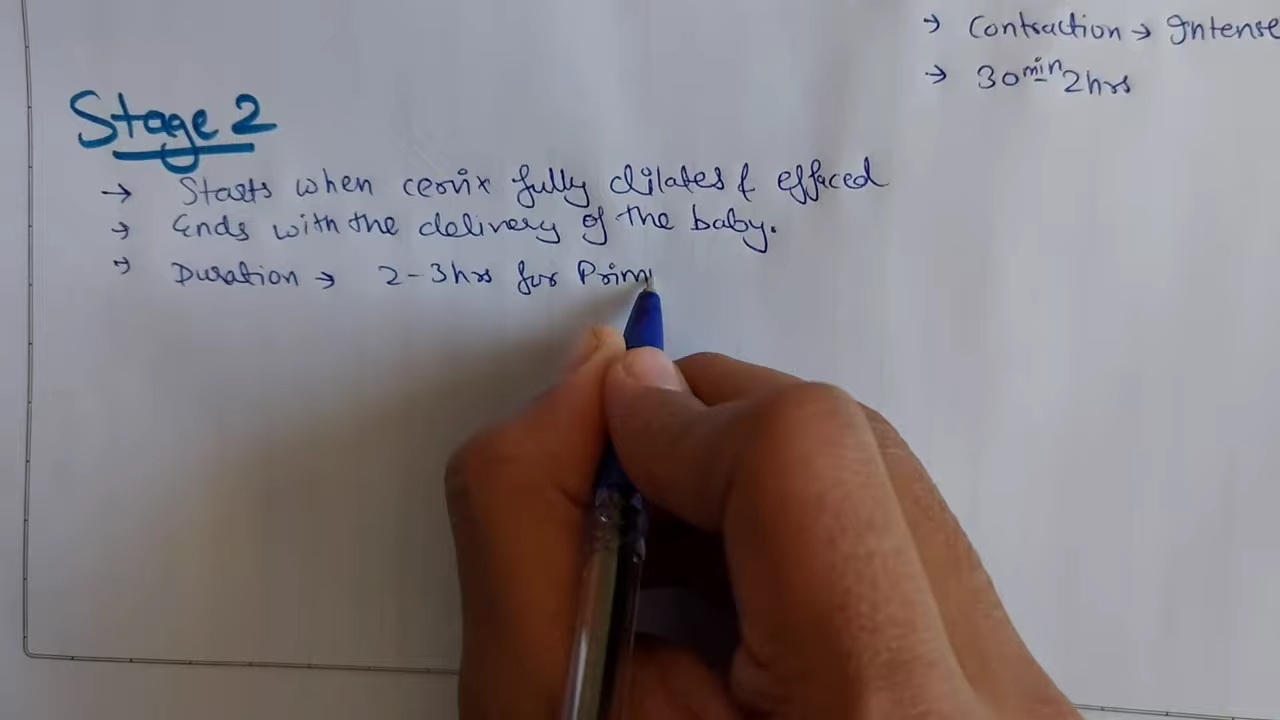 → Contraction → Intense
→ 30min 2hrs
Stage 2
→ Starts when cervix fully dilates & effaced
→ Ends with the delivery of the baby.
→ Duration → 2-3hrs for Prim